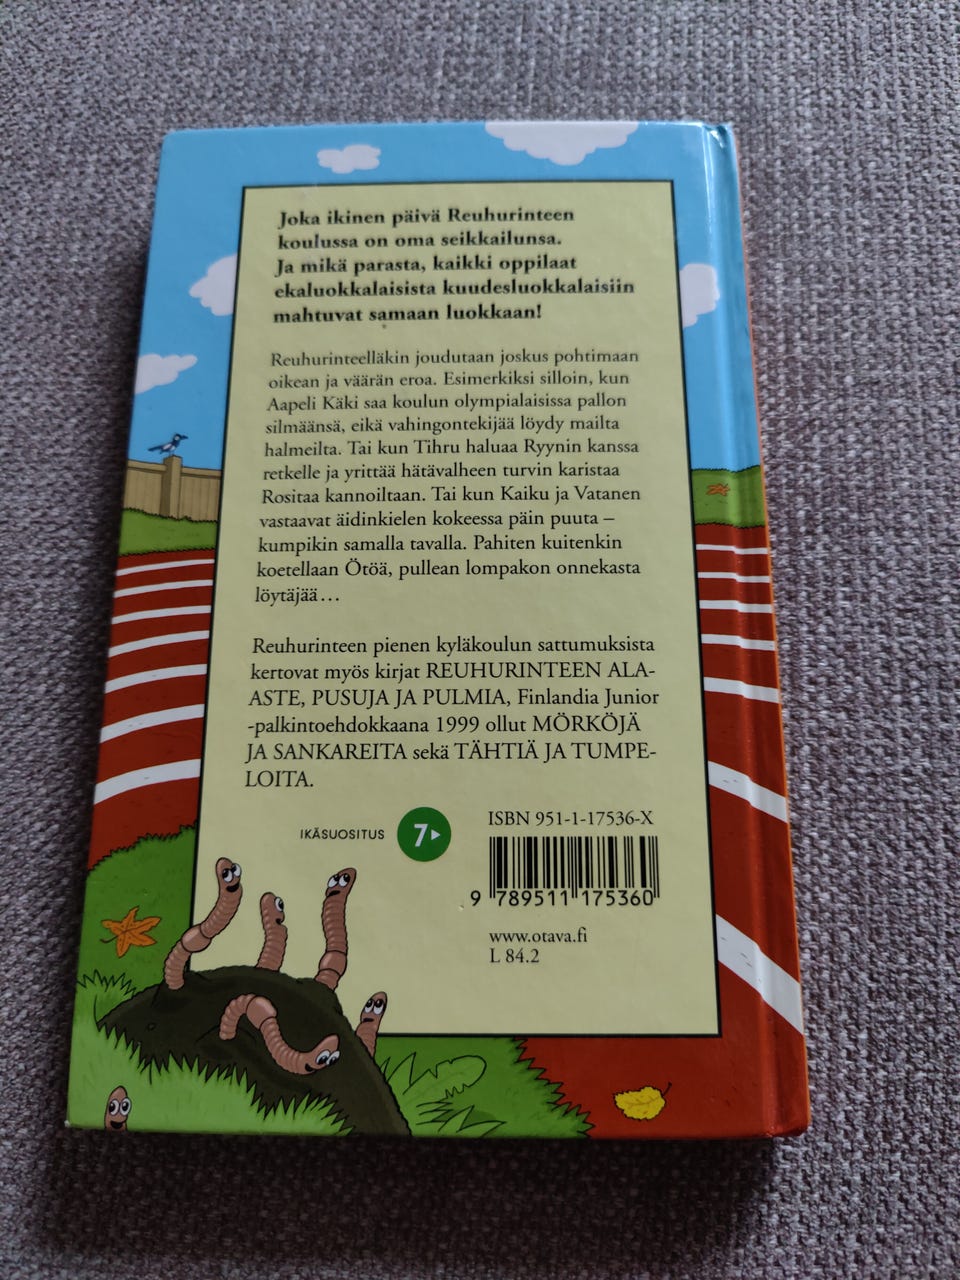 Joka ikinen päivä Reuhurinteen
koulussa on oma seikkailunsa.
Ja mikä parasta, kaikki oppilaat
ekaluokkalaisista kuudesluokkalaisiin
mahtuvat samaan luokkaan!
Reuhurinteelläkin joudutaan joskus pohtimaan
oikean ja väärän eroa. Esimerkiksi silloin, kun
Aapeli Käki saa koulun olympialaisissa pallon
silmäänsä, eikä vahingontekijää löydy mailta
halmeilta. Tai kun Tihru haluaa Ryynin kanssa
retkelle ja yrittää hätävalheen turvin karistaa
Rositaa kannoiltaan. Tai kun Kaiku ja Vatanen
vastaavat äidinkielen kokeessa päin puuta –
kumpikin samalla tavalla. Pahiten kuitenkin
koetellaan Ötöä, pullean lompakon onnekasta
löytäjää…
Reuhurinteen pienen kyläkoulun sattumuksista
kertovat myös kirjat REUHURINTEEN ALA-
ASTE, PUSUJA JA PULMIA, Finlandia Junior
-palkintoehdokkaana 1999 ollut MÖRKÖJÄ
JA SANKAREITA sekä TÄHTIÄ JA TUMPE-
LOITA.
IKÄSUOSITUS 7
ISBN 951-1-17536-X
9 789511 175360
www.otava.fi
L 84.2